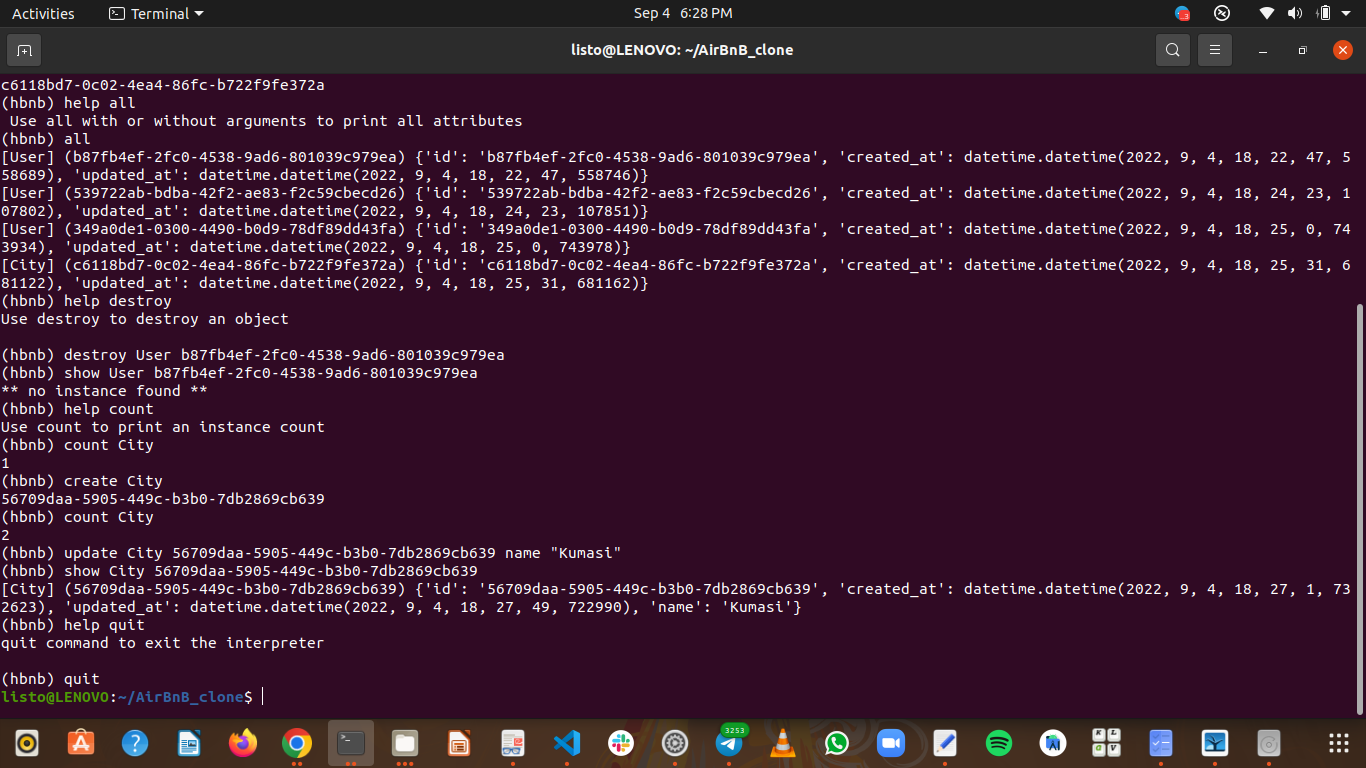 Activities Terminal Sep 4 6:28 PM 3
listo@LENOVO: ~/AirBnB_clone
c6118bd7-0c02-4ea4-86fc-b722f9fe372a
(hbnb) help all
 Use all with or without arguments to print all attributes
(hbnb) all
[User] (b87fb4ef-2fc0-4538-9ad6-801039c979ea) {'id': 'b87fb4ef-2fc0-4538-9ad6-801039c979ea', 'created_at': datetime.datetime(2022, 9, 4, 18, 22, 47, 5
58689), 'updated_at': datetime.datetime(2022, 9, 4, 18, 22, 47, 558746)}
[User] (539722ab-bdba-42f2-ae83-f2c59cbecd26) {'id': '539722ab-bdba-42f2-ae83-f2c59cbecd26', 'created_at': datetime.datetime(2022, 9, 4, 18, 24, 23, 1
07802), 'updated_at': datetime.datetime(2022, 9, 4, 18, 24, 23, 107851)}
[User] (349a0de1-0300-4490-b0d9-78df89dd43fa) {'id': '349a0de1-0300-4490-b0d9-78df89dd43fa', 'created_at': datetime.datetime(2022, 9, 4, 18, 25, 0, 74
3934), 'updated_at': datetime.datetime(2022, 9, 4, 18, 25, 0, 743978)}
[City] (c6118bd7-0c02-4ea4-86fc-b722f9fe372a) {'id': 'c6118bd7-0c02-4ea4-86fc-b722f9fe372a', 'created_at': datetime.datetime(2022, 9, 4, 18, 25, 31, 6
81122), 'updated_at': datetime.datetime(2022, 9, 4, 18, 25, 31, 681162)}
(hbnb) help destroy
Use destroy to destroy an object
(hbnb) destroy User b87fb4ef-2fc0-4538-9ad6-801039c979ea
(hbnb) show User b87fb4ef-2fc0-4538-9ad6-801039c979ea
** no instance found **
(hbnb) help count
Use count to print an instance count
(hbnb) count City
1
(hbnb) create City
56709daa-5905-449c-b3b0-7db2869cb639
(hbnb) count City
2
(hbnb) update City 56709daa-5905-449c-b3b0-7db2869cb639 name "Kumasi"
(hbnb) show City 56709daa-5905-449c-b3b0-7db2869cb639
[City] (56709daa-5905-449c-b3b0-7db2869cb639) {'id': '56709daa-5905-449c-b3b0-7db2869cb639', 'created_at': datetime.datetime(2022, 9, 4, 18, 27, 1, 73
2623), 'updated_at': datetime.datetime(2022, 9, 4, 18, 27, 49, 722990), 'name': 'Kumasi'}
(hbnb) help quit
quit command to exit the interpreter
(hbnb) quit
listo@LENOVO:~/AirBnB_clone$
3253